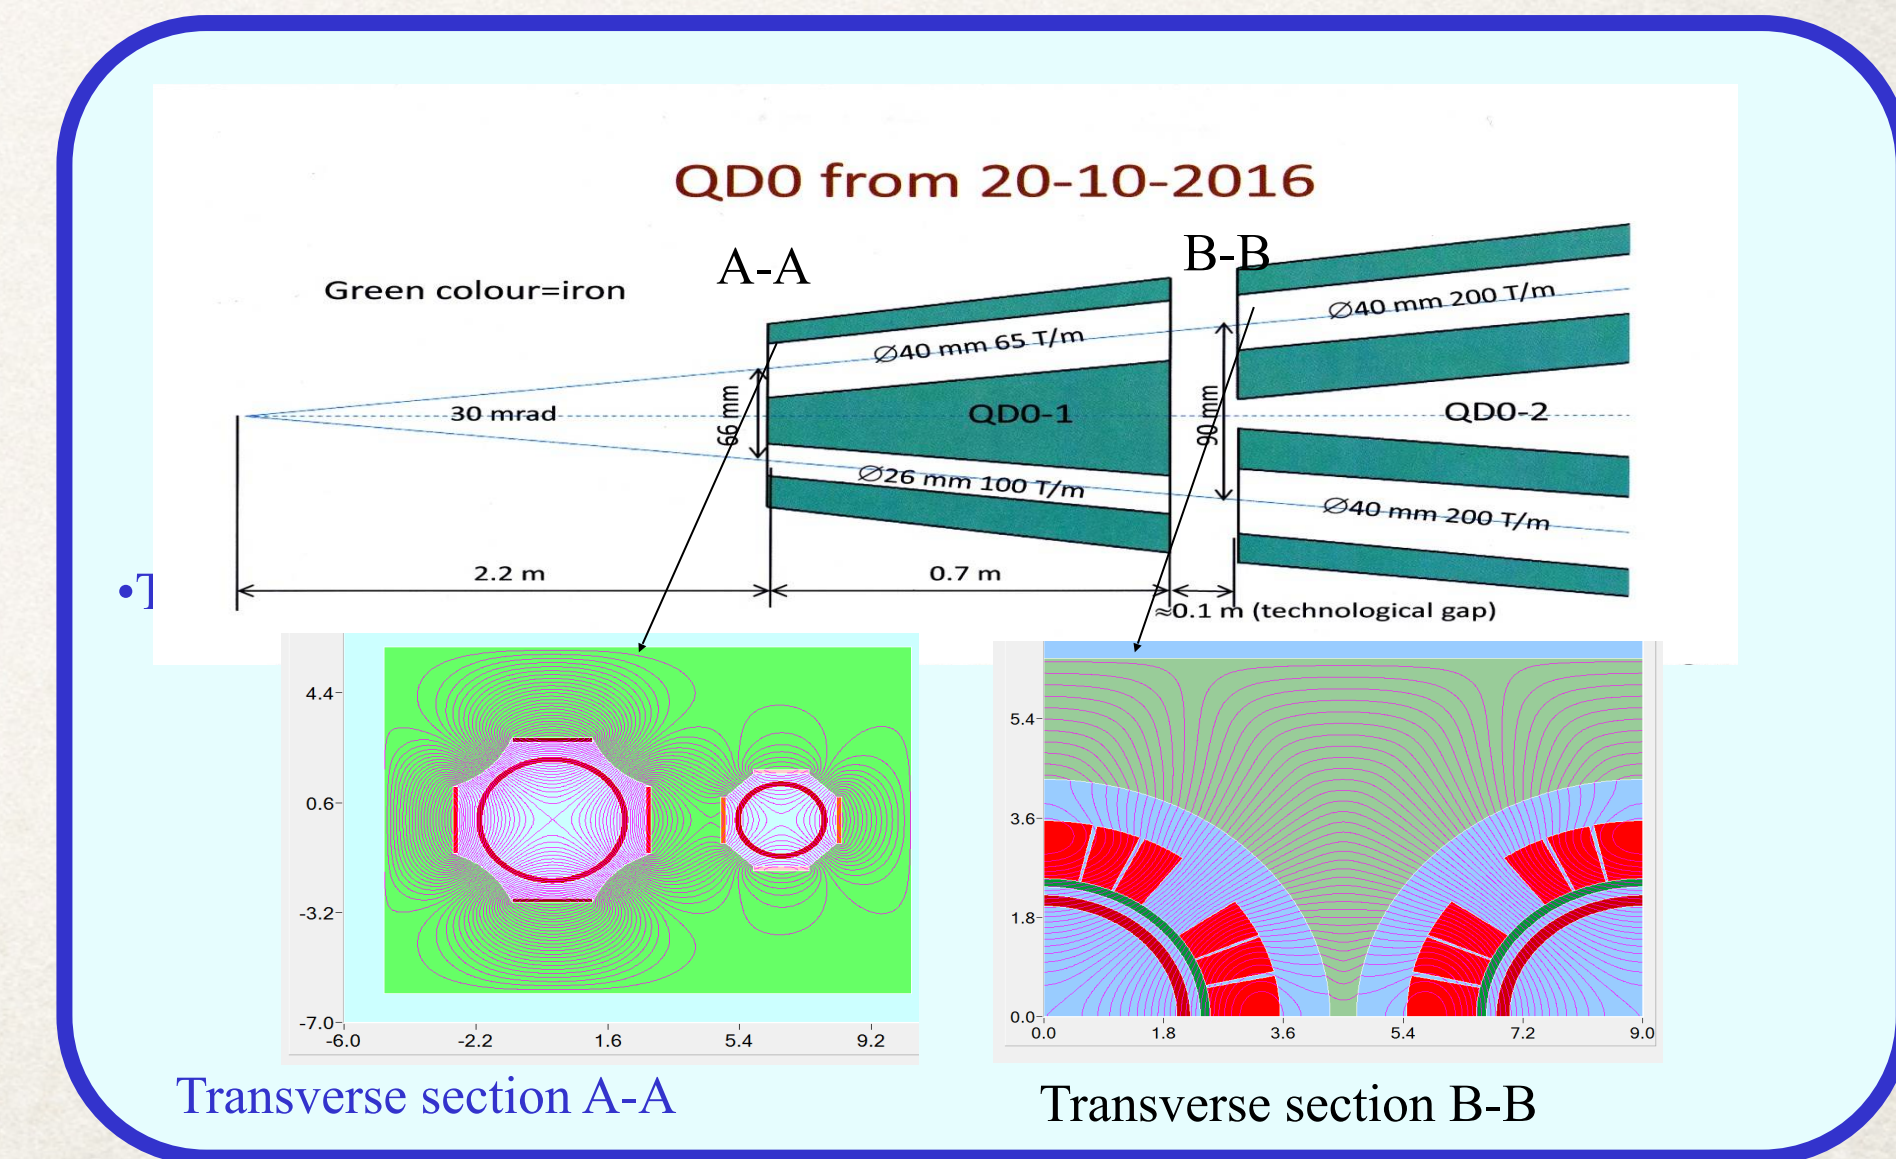 QD0 from 20-10-2016
A-A
B-B
Green colour=iron
∅40 mm 65 T/m
∅40 mm 200 T/m
30 mrad
66 mm
QD0-1
90 mm
QD0-2
∅26 mm 100 T/m
∅40 mm 200 T/m
2.2 m
0.7 m
≈0.1 m (technological gap)
•T
4.4
0.6
-3.2
-7.0
-6.0 -2.2 1.6 5.4 9.2
5.4
3.6
1.8
0.0
0.0 1.8 3.6 5.4 7.2 9.0
Transverse section A-A
Transverse section B-B